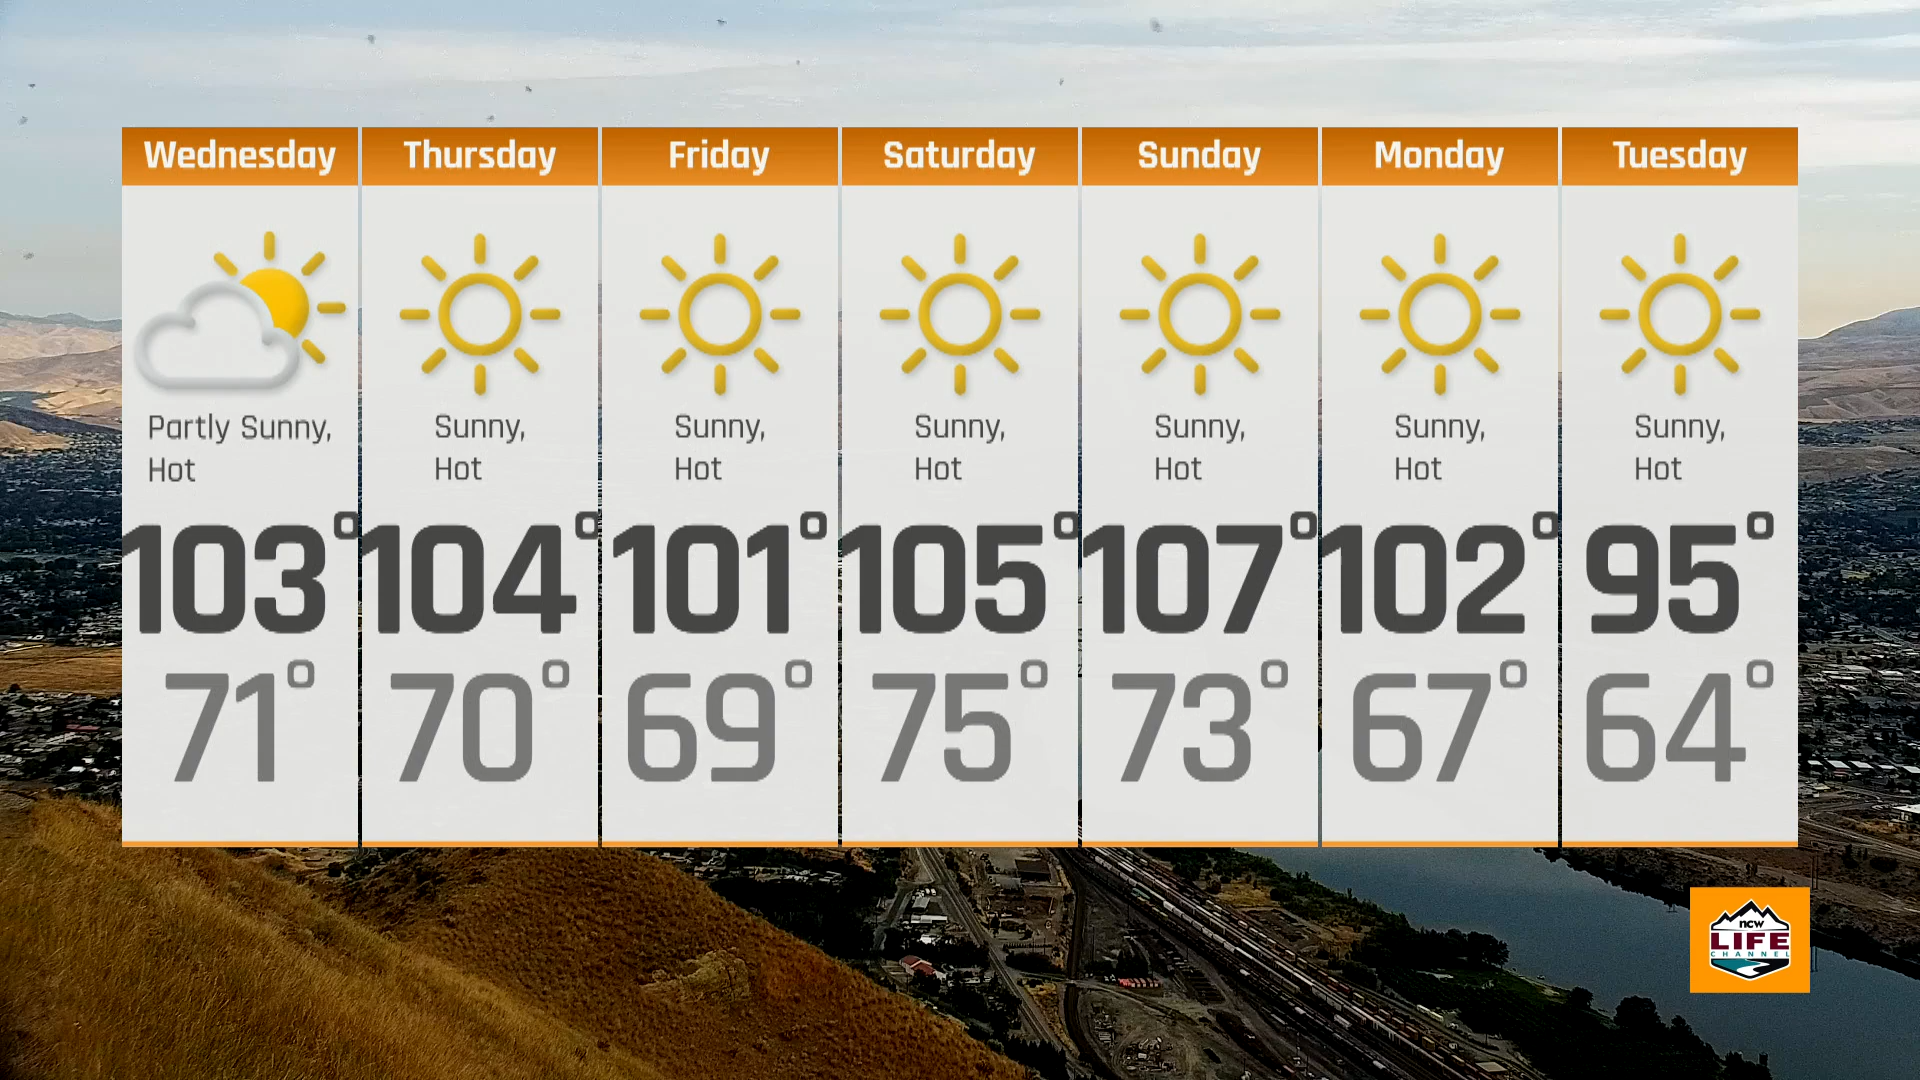 Wednesday
Partly Sunny,
Hot
103°
71°
Thursday
Sunny,
Hot
104°
70°
Friday
Sunny,
Hot
101°
69°
Saturday
Sunny,
Hot
105°
75°
Sunday
Sunny,
Hot
107°
73°
Monday
Sunny,
Hot
102°
67°
Tuesday
Sunny,
Hot
95°
64°
ncw
LIFE
CHANNEL